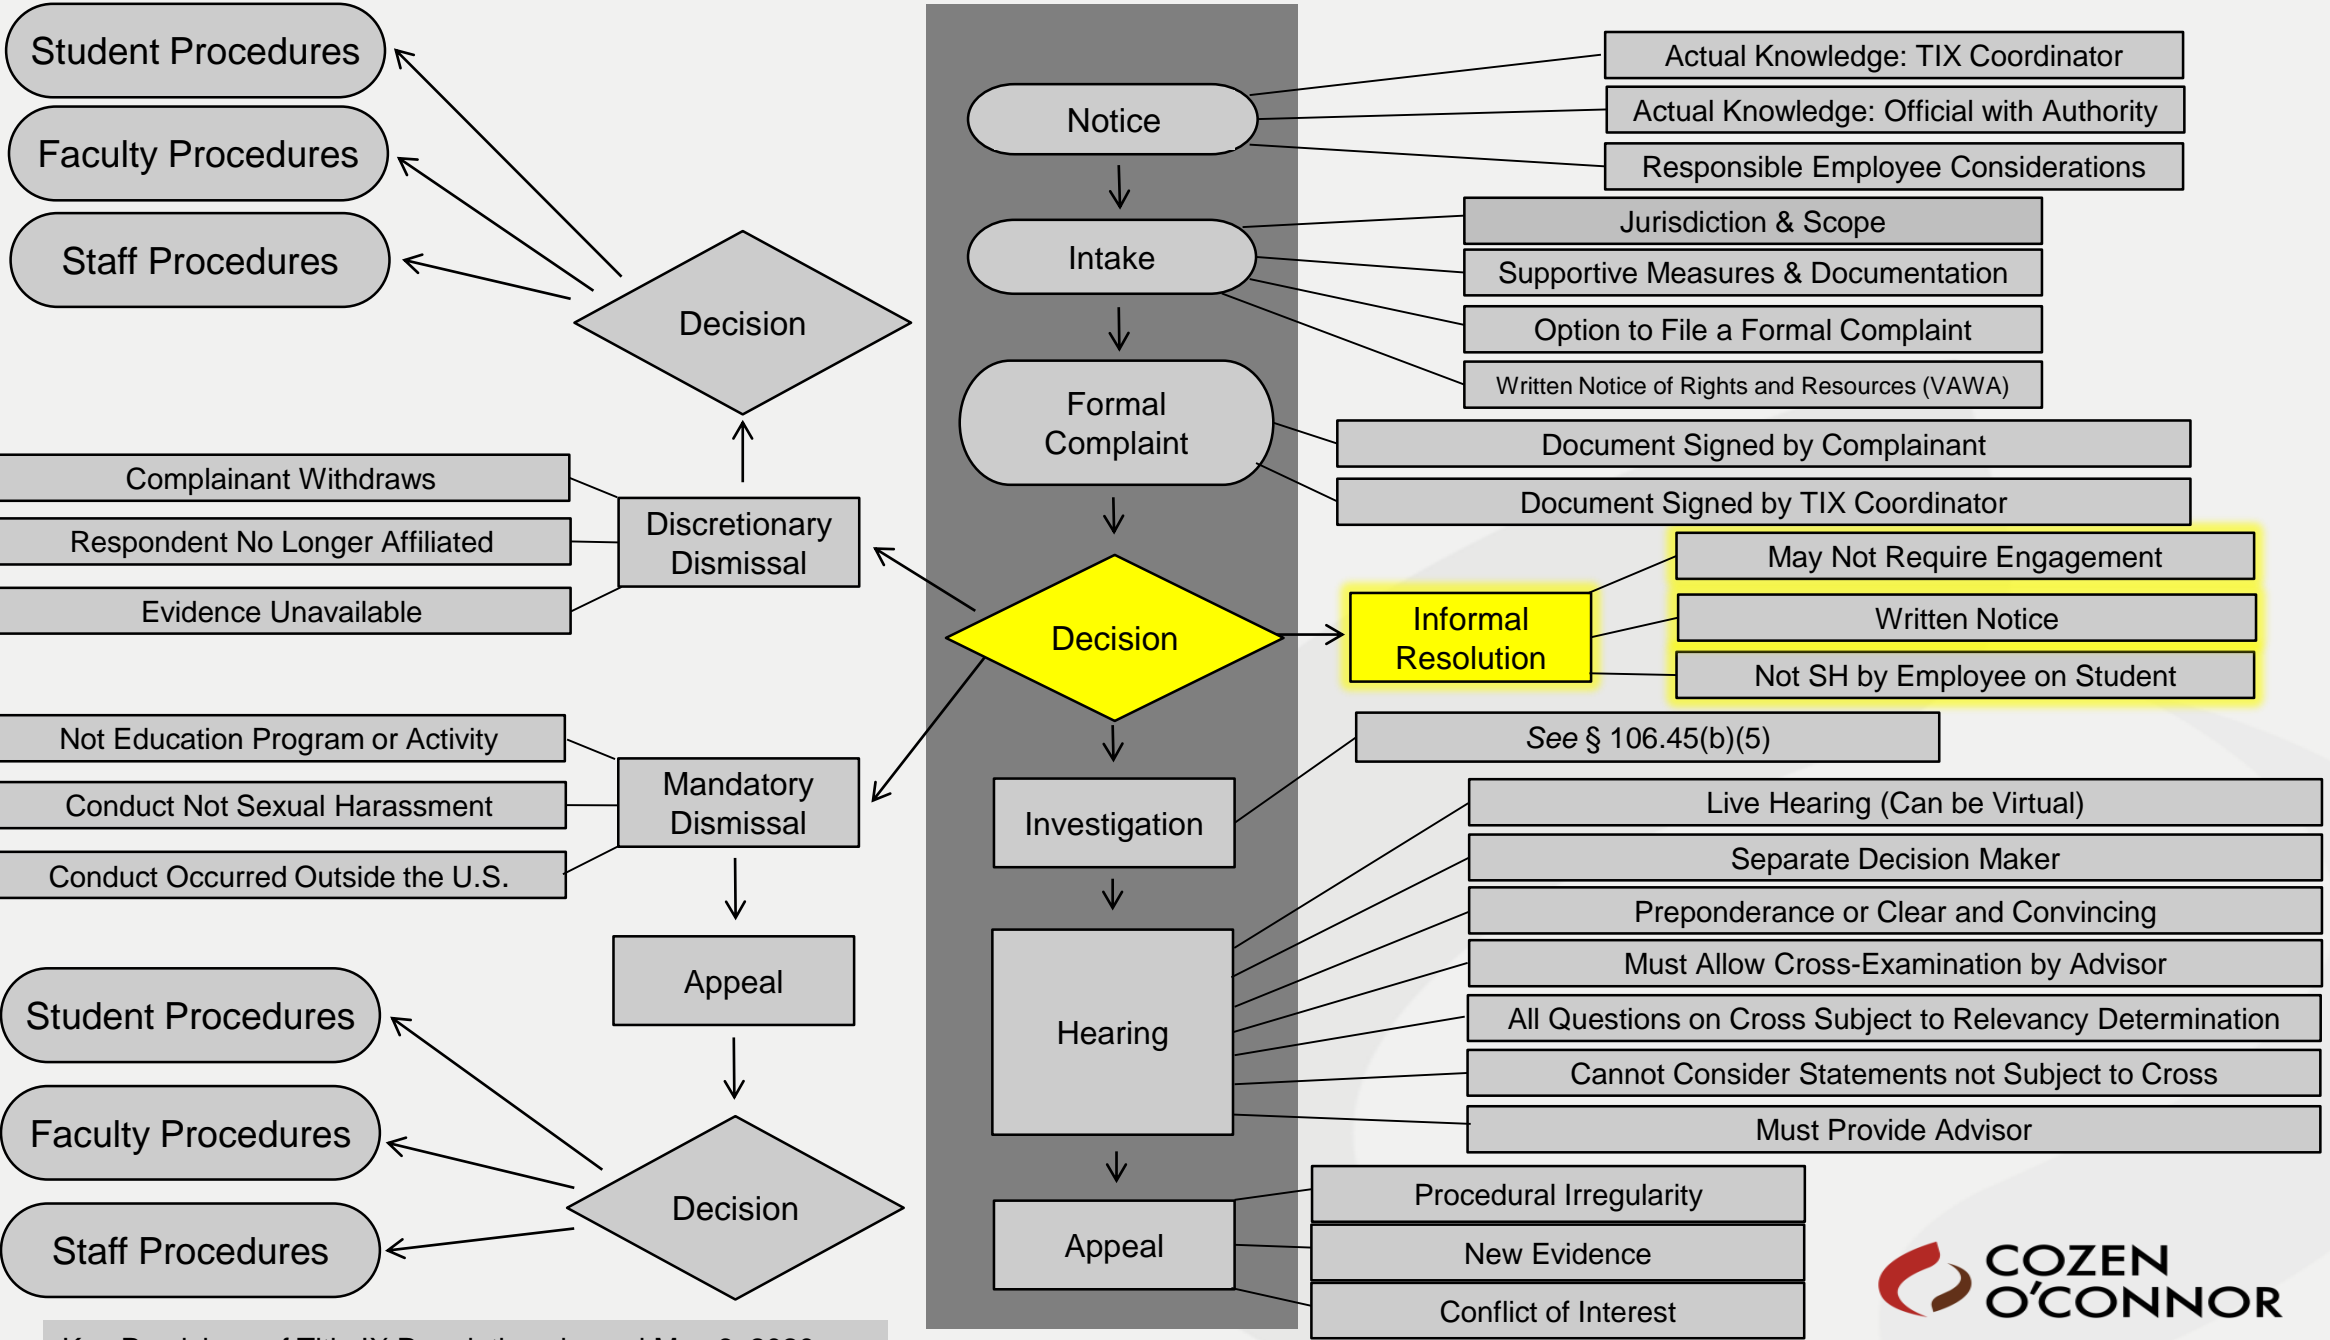 Student Procedures
Faculty Procedures
Staff Procedures
Decision
Complainant Withdraws
Respondent No Longer Affiliated
Evidence Unavailable
Discretionary
Dismissal
Not Education Program or Activity
Conduct Not Sexual Harassment
Conduct Occurred Outside the U.S.
Mandatory
Dismissal
Appeal
Student Procedures
Faculty Procedures
Staff Procedures
Decision
Notice
Actual Knowledge: TIX Coordinator
Actual Knowledge: Official with Authority
Responsible Employee Considerations
Intake
Jurisdiction & Scope
Supportive Measures & Documentation
Option to File a Formal Complaint
Written Notice of Rights and Resources (VAWA)
Formal
Complaint
Document Signed by Complainant
Document Signed by TIX Coordinator
Decision
Informal
Resolution
May Not Require Engagement
Written Notice
Not SH by Employee on Student
Investigation
See § 106.45(b)(5)
Hearing
Live Hearing (Can be Virtual)
Separate Decision Maker
Preponderance or Clear and Convincing
Must Allow Cross-Examination by Advisor
All Questions on Cross Subject to Relevancy Determination
Cannot Consider Statements not Subject to Cross
Must Provide Advisor
Appeal
Procedural Irregularity
New Evidence
Conflict of Interest
COZEN
O'CONNOR